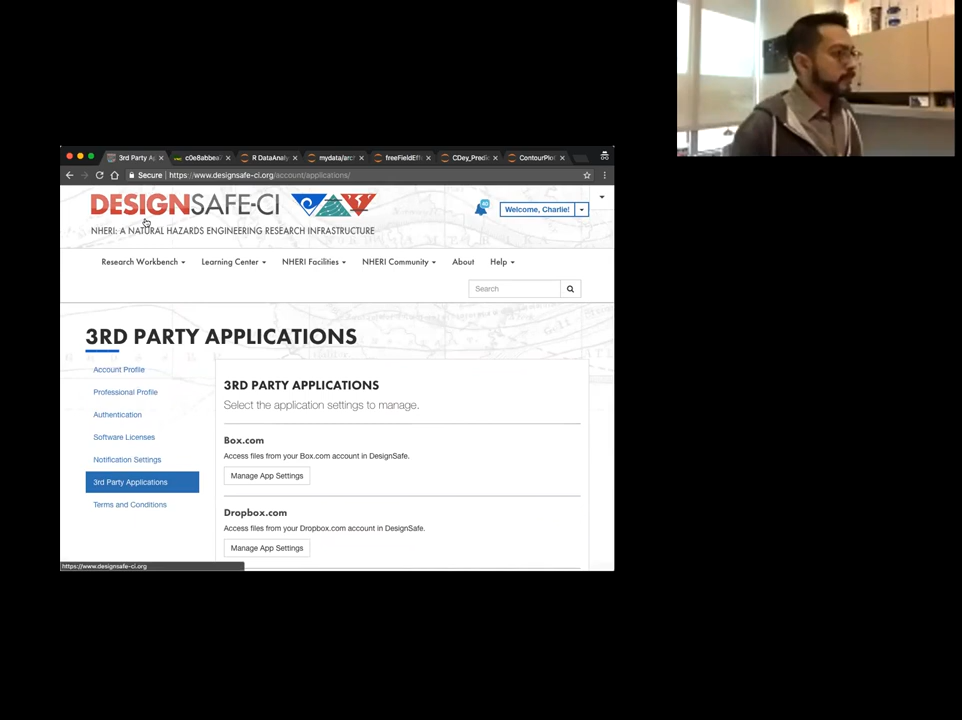 3rd Party Ap
c0e8abbea
R DataAnaly
mydata/arch
freeFieldEff
CDey_Predic
ContourPlot
Secure
https://www.designsafe-ci.org/account/applications/
DESIGNSAFE-CI
NHERI: A NATURAL HAZARDS ENGINEERING RESEARCH INFRASTRUCTURE
Welcome, Charlie!
Research Workbench
Learning Center
NHERI Facilities
NHERI Community
About
Help
Search
3RD PARTY APPLICATIONS
Account Profile
Professional Profile
Authentication
Software Licenses
Notification Settings
3rd Party Applications
Terms and Conditions
3RD PARTY APPLICATIONS
Select the application settings to manage.
Box.com
Access files from your Box.com account in DesignSafe.
Manage App Settings
Dropbox.com
Access files from your Dropbox.com account in DesignSafe.
Manage App Settings
https://www.designsafe-ci.org